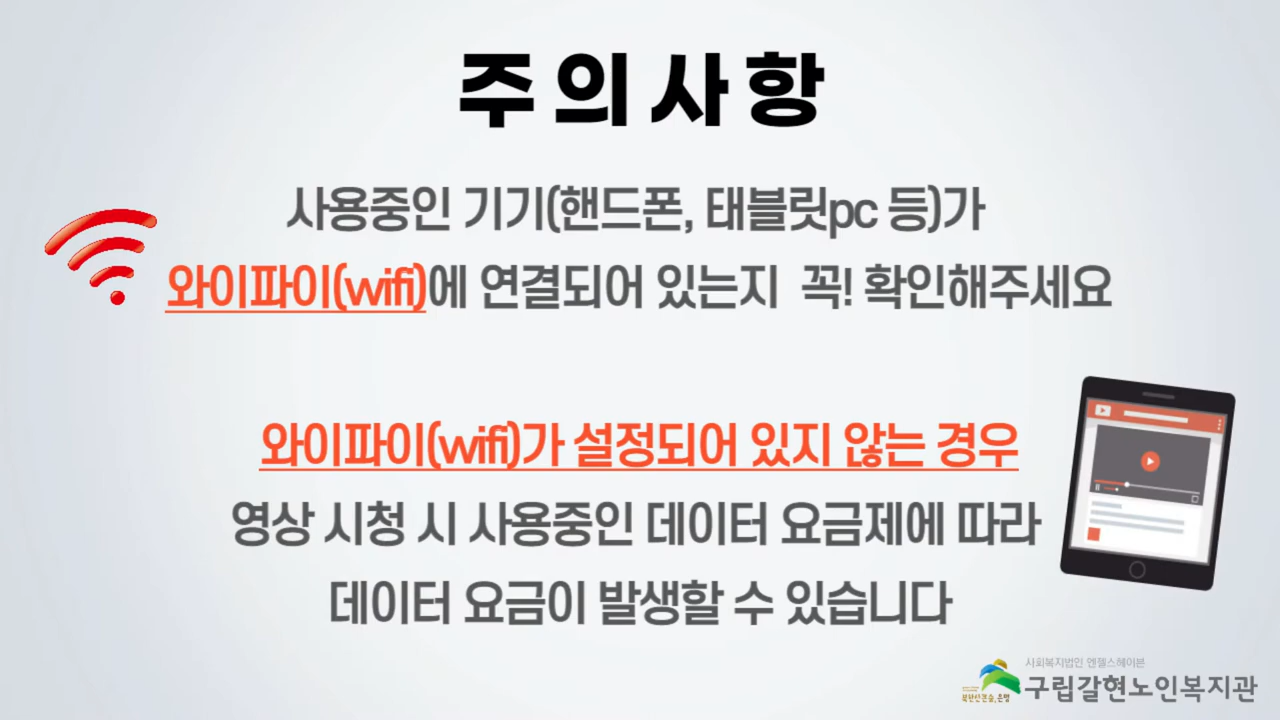 주의사항
사용중인 기기(핸드폰, 태블릿pc 등)가
와이파이(wifi)에 연결되어 있는지 꼭! 확인해주세요
와이파이(wifi)가 설정되어 있지 않는 경우
영상 시청 시 사용중인 데이터 요금제에 따라
데이터 요금이 발생할 수 있습니다
사회복지법인 엔젤스헤이븐
구립갈현노인복지관